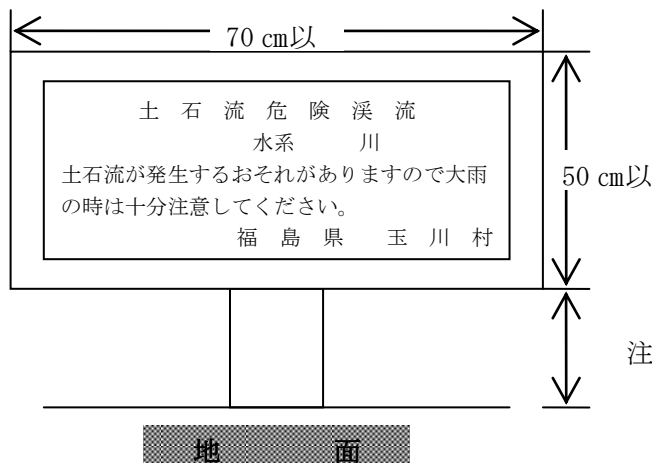 70 cm以
土 石 流 危 険 渓 流
水系 川
土石流が発生するおそれがありますので大雨
の時は十分注意してください。
福 島 県 玉 川 村
50 cm以
注
地 面